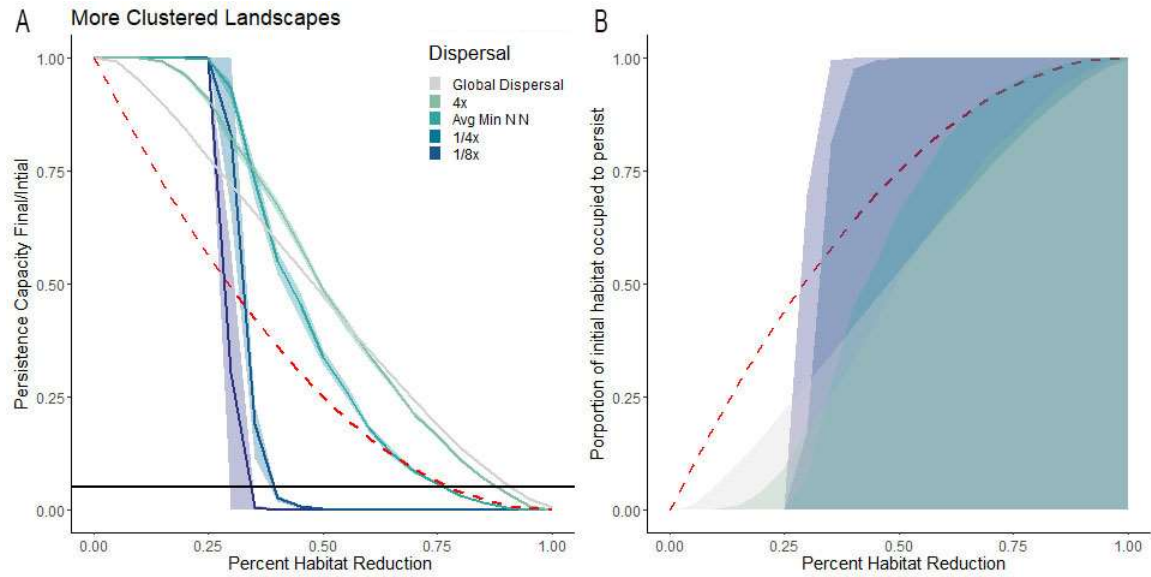 A
More Clustered Landscapes
Dispersal
Global Dispersal
4x
Avg Min N N
1/4x
1/8x
Persistence Capacity Final/Intial
1.00
0.75
0.50
0.25
0.00
0.00 0.25 0.50 0.75 1.00
Percent Habitat Reduction
B
Porportion of initial habitat occupied to persist
1.00
0.75
0.50
0.25
0.00
0.00 0.25 0.50 0.75 1.00
Percent Habitat Reduction